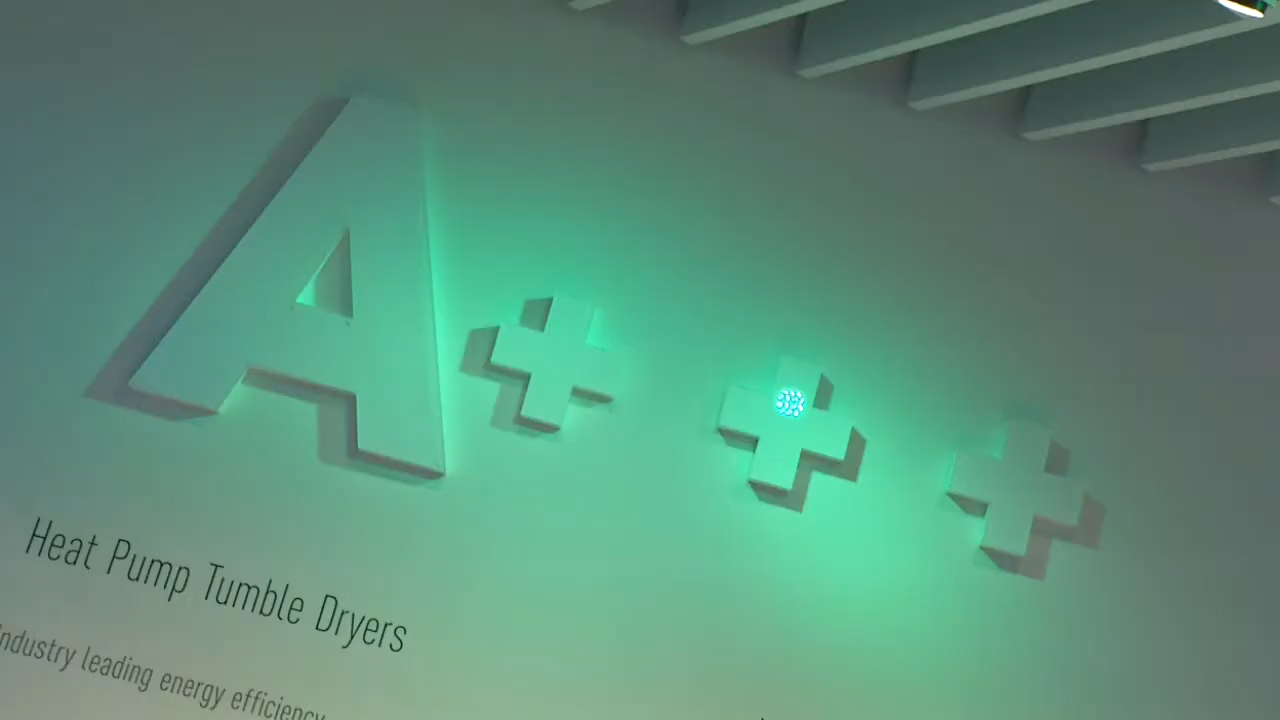 A+++
Heat Pump Tumble Dryers
Industry leading energy efficiency